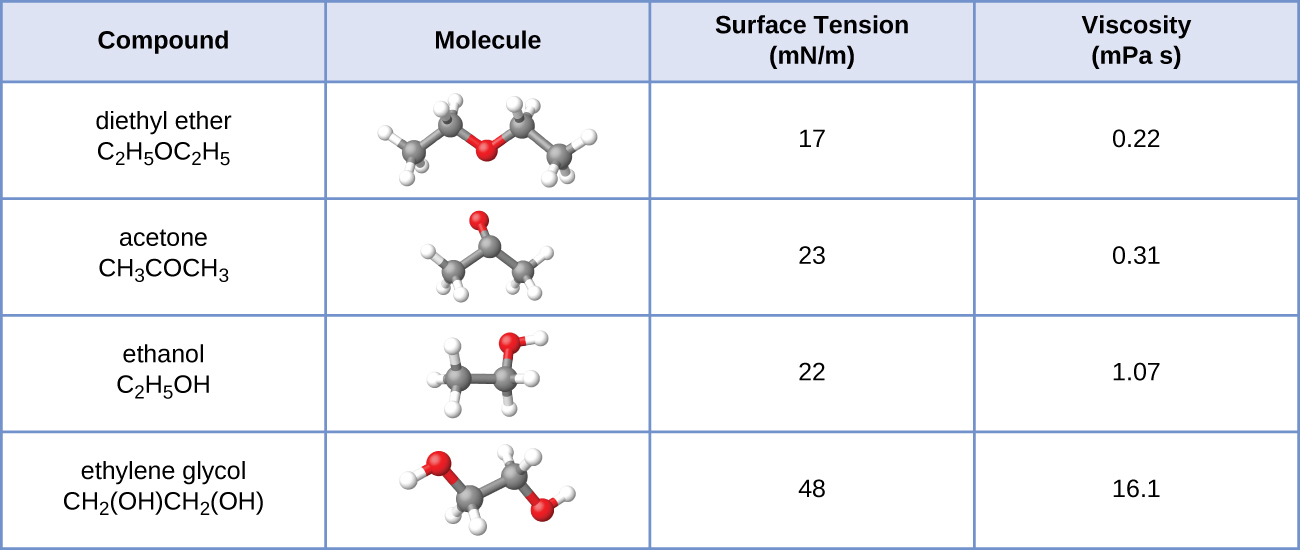 Compound
Molecule
Surface Tension
(mN/m)
Viscosity
(mPa s)
diethyl ether
C₂H₅OC₂H₅
17
0.22
acetone
CH₃COCH₃
23
0.31
ethanol
C₂H₅OH
22
1.07
ethylene glycol
CH₂(OH)CH₂(OH)
48
16.1